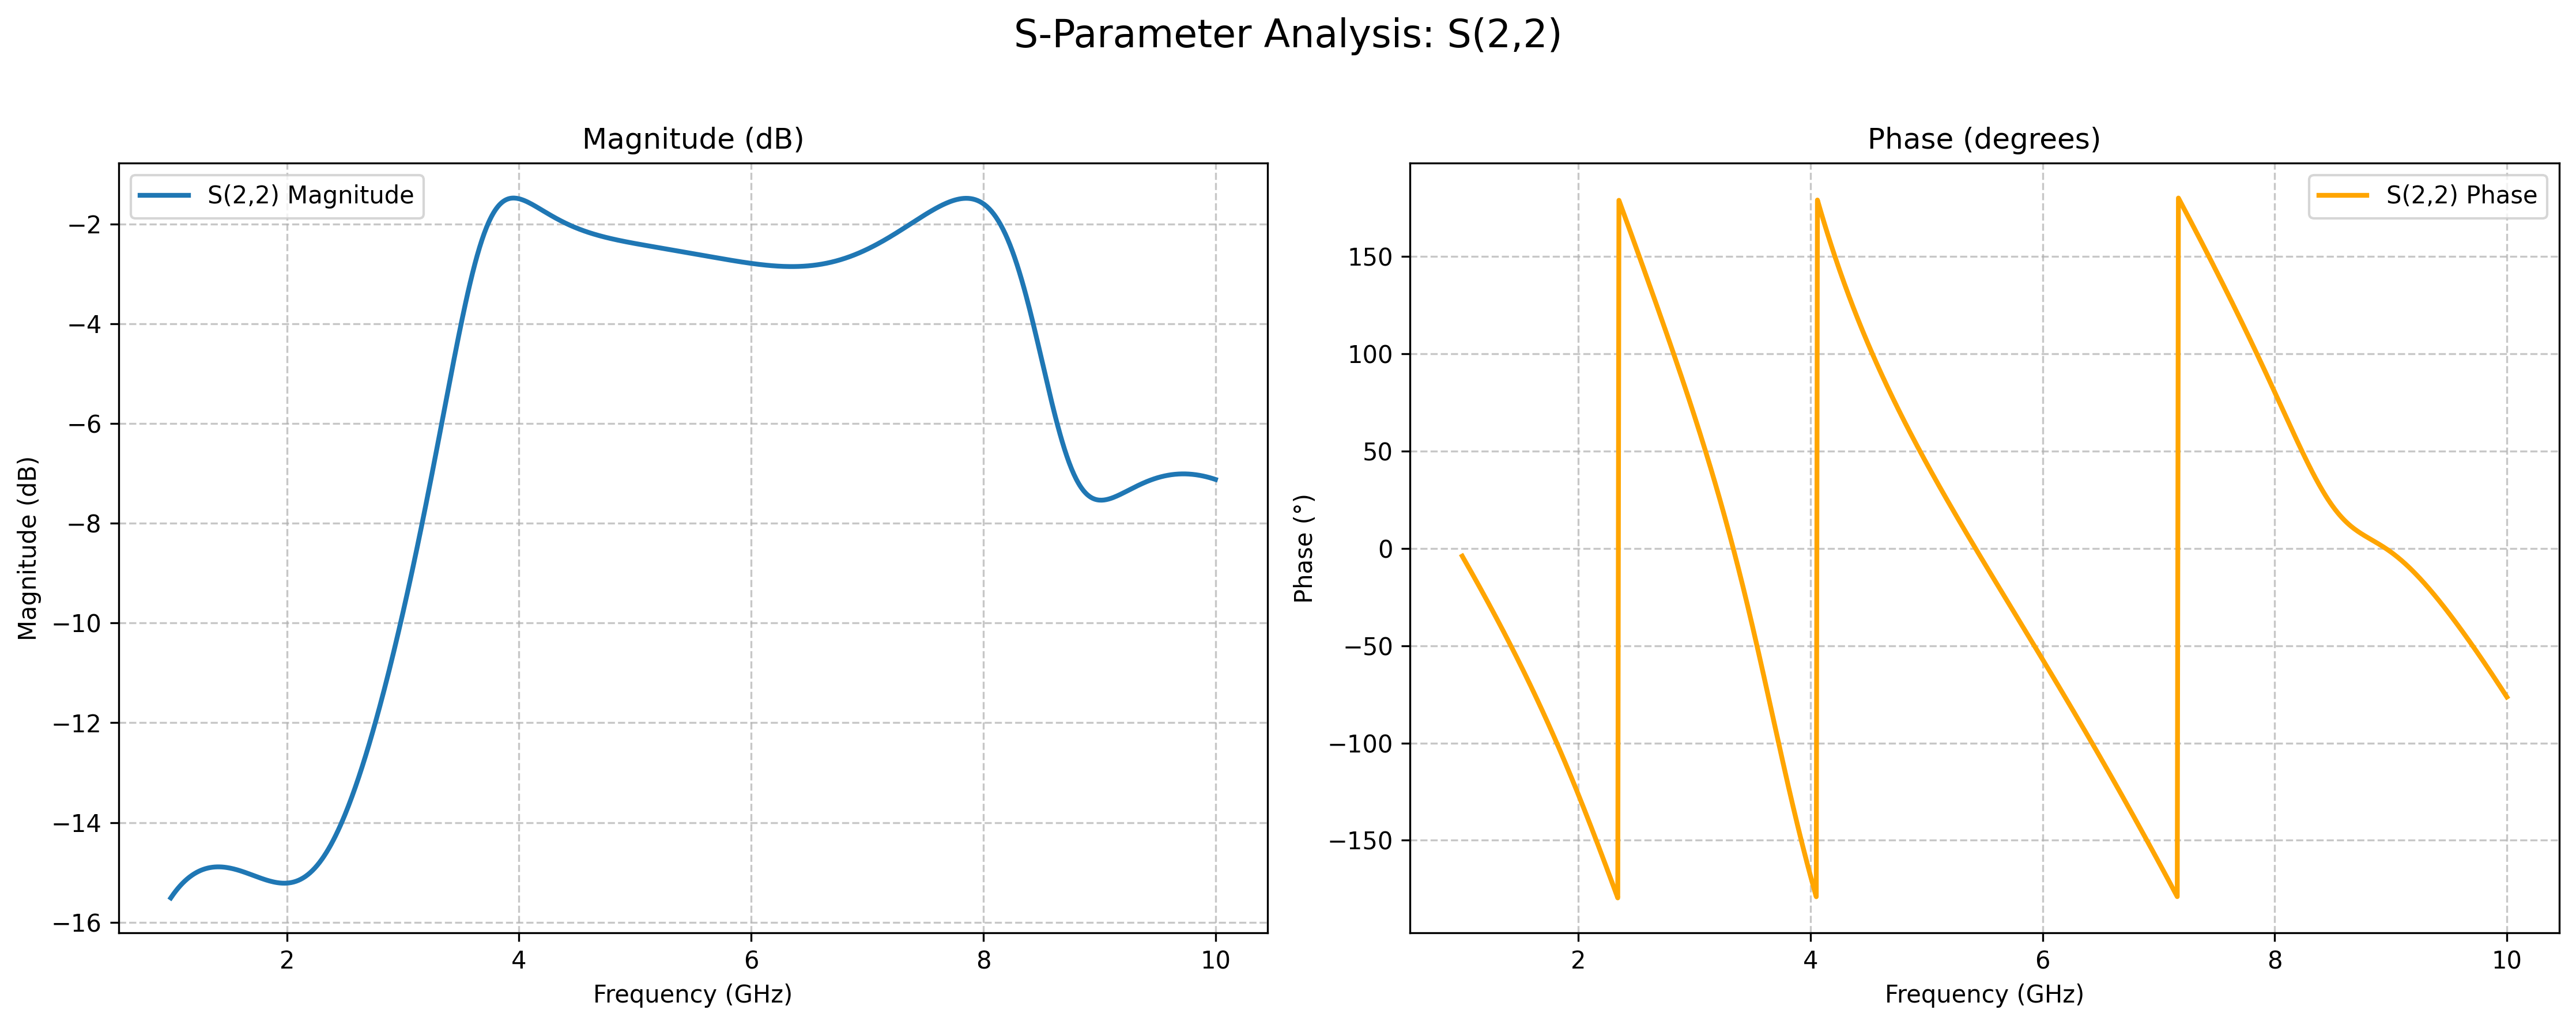 S-Parameter Analysis: S(2,2)
Magnitude (dB)
S(2,2) Magnitude
Magnitude (dB)
−2
−4
−6
−8
−10
−12
−14
−16
2 4 6 8 10
Frequency (GHz)
Phase (degrees)
S(2,2) Phase
Phase (°)
150
100
50
0
−50
−100
−150
2 4 6 8 10
Frequency (GHz)